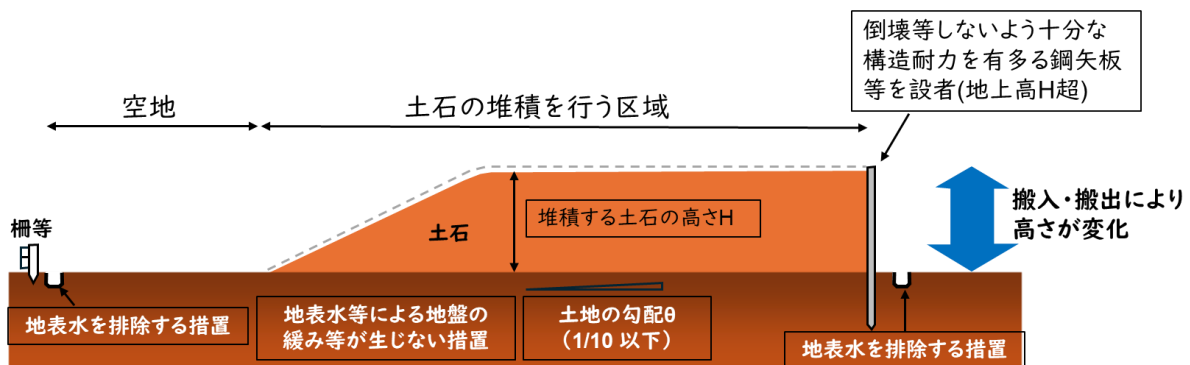 倒壊等しないよう十分な
構造耐力を有多る鋼矢板
等を設者(地上高H超)
空地
土石の堆積を行う区域
堆積する土石の高さH
土石
搬入・搬出により
高さが変化
柵等
地表水を排除する措置
地表水等による地盤の
緩み等が生じない措置
土地の勾配θ
（1/10 以下）
地表水を排除する措置